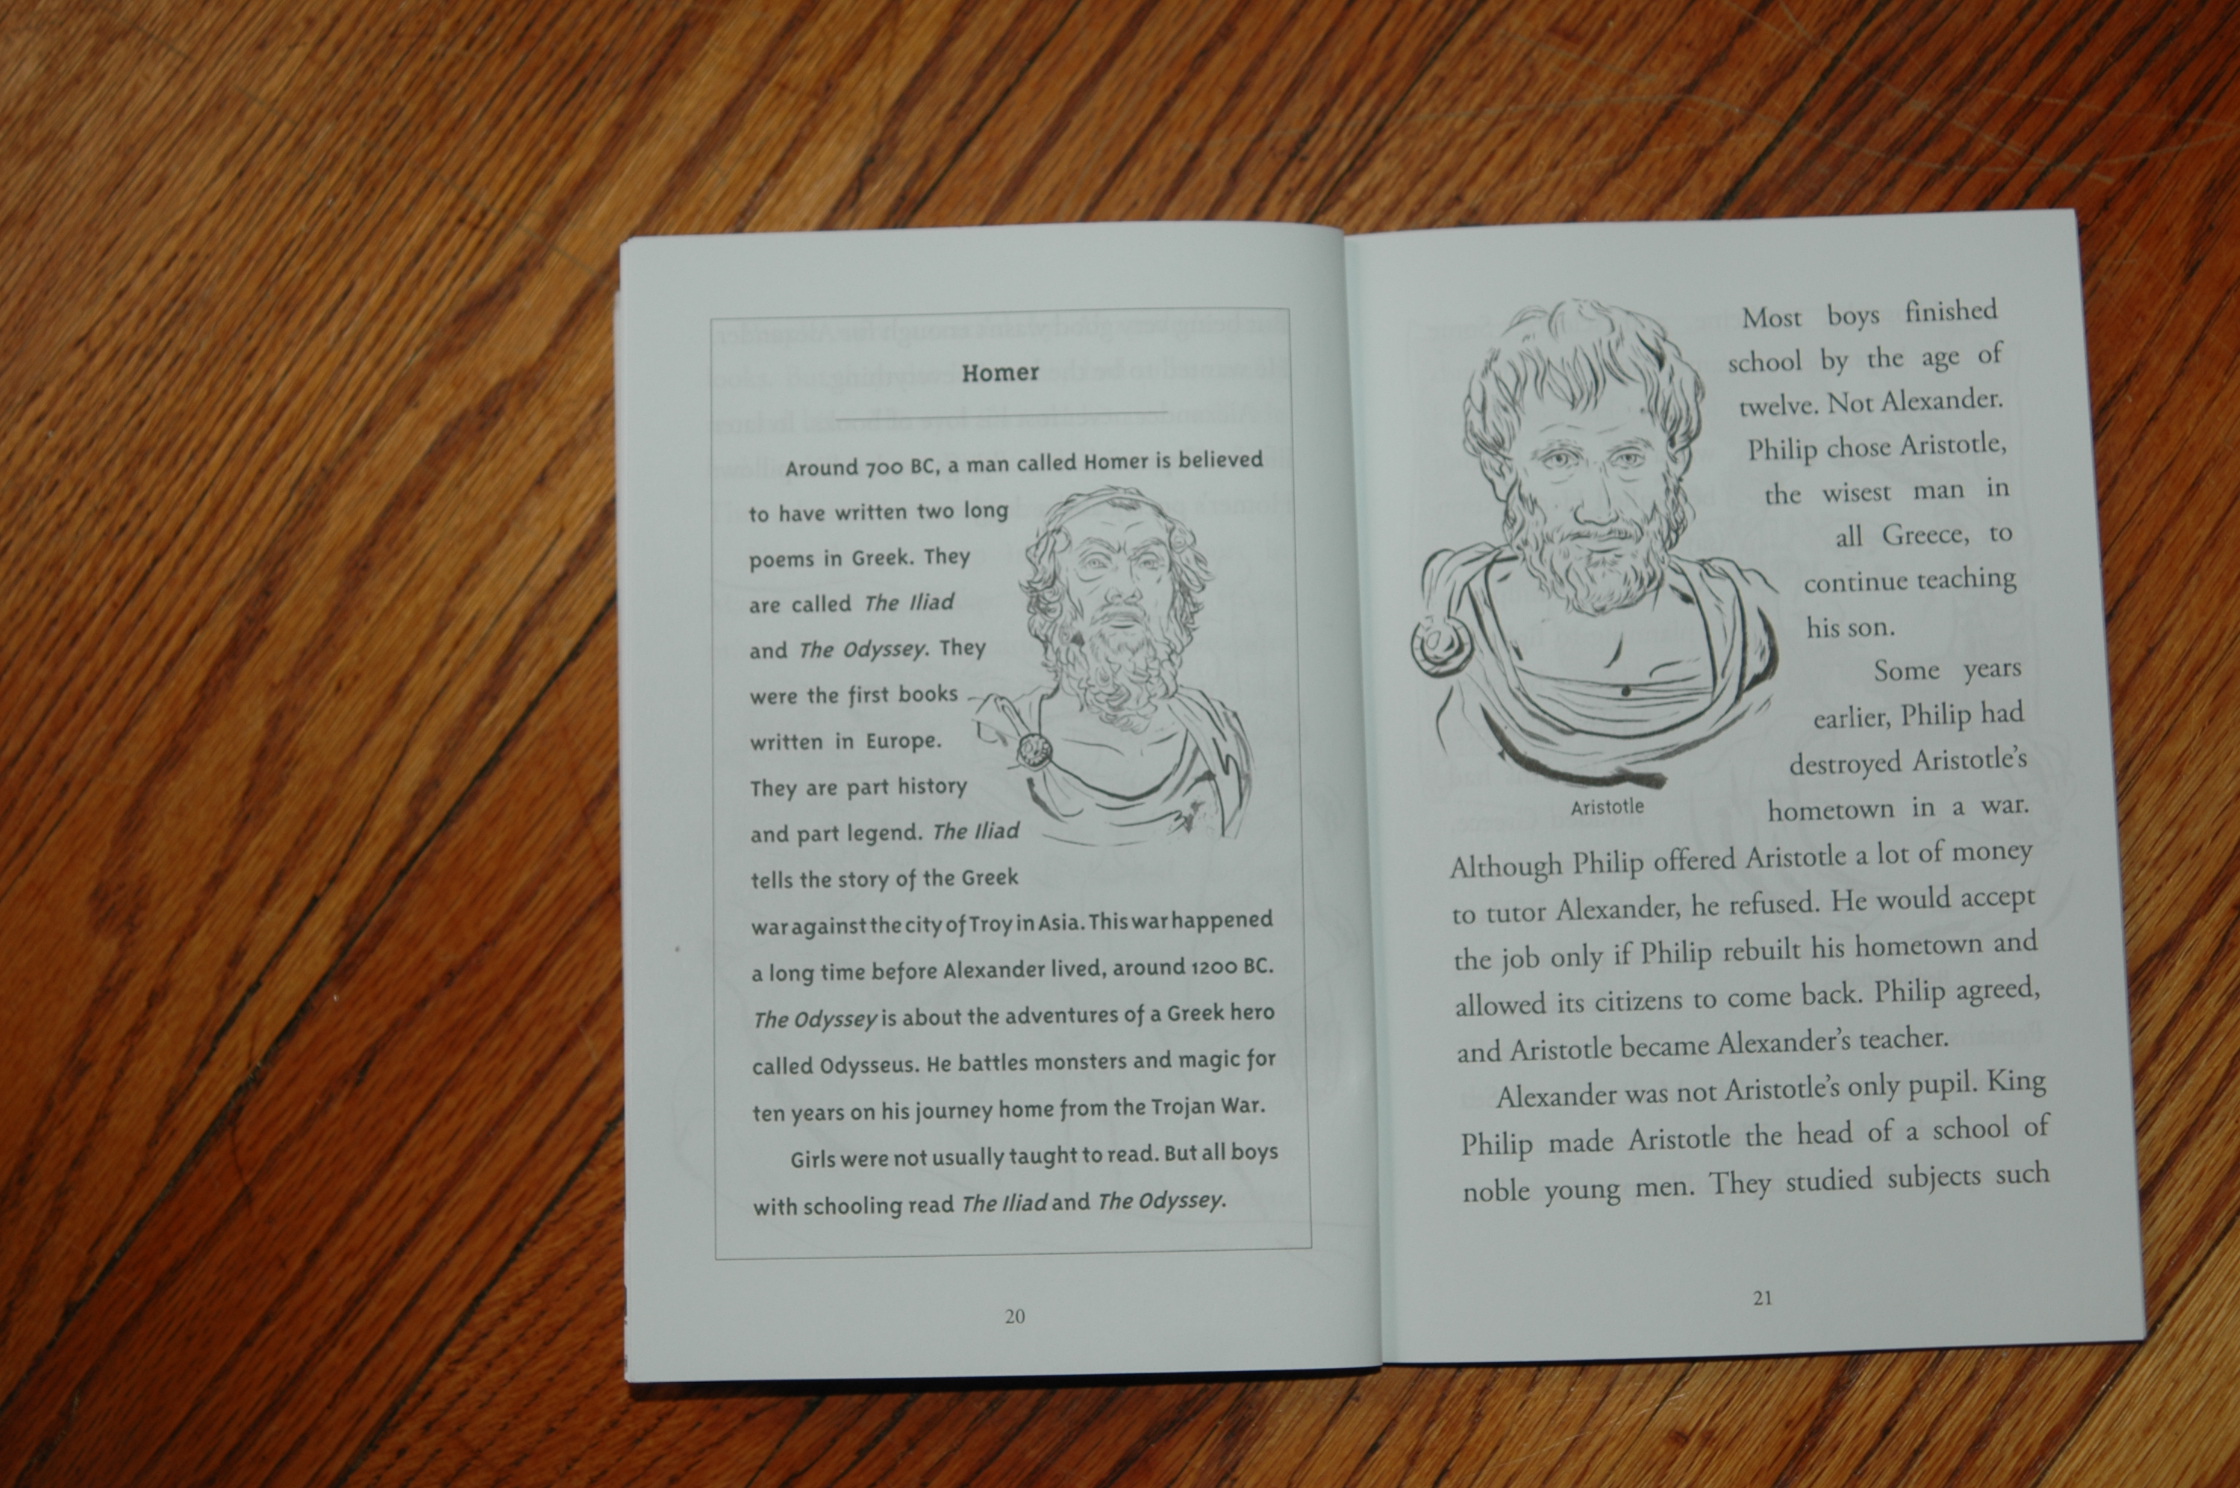 Homer
Around 700 BC, a man called Homer is believed
to have written two long
poems in Greek. They
are called The Iliad
and The Odyssey. They
were the first books
written in Europe.
They are part history
and part legend. The Iliad
tells the story of the Greek
war against the city of Troy in Asia. This war happened
a long time before Alexander lived, around 1200 BC.
The Odyssey is about the adventures of a Greek hero
called Odysseus. He battles monsters and magic for
ten years on his journey home from the Trojan War.
Girls were not usually taught to read. But all boys
with schooling read The Iliad and The Odyssey.
20
Most boys finished
school by the age of
twelve. Not Alexander.
Philip chose Aristotle,
the wisest man in
all Greece, to
continue teaching
his son.
Some years
earlier, Philip had
destroyed Aristotle's
hometown in a war.
Aristotle
Although Philip offered Aristotle a lot of money
to tutor Alexander, he refused. He would accept
the job only if Philip rebuilt his hometown and
allowed its citizens to come back. Philip agreed,
and Aristotle became Alexander's teacher.
Alexander was not Aristotle's only pupil. King
Philip made Aristotle the head of a school of
noble young men. They studied subjects such
21